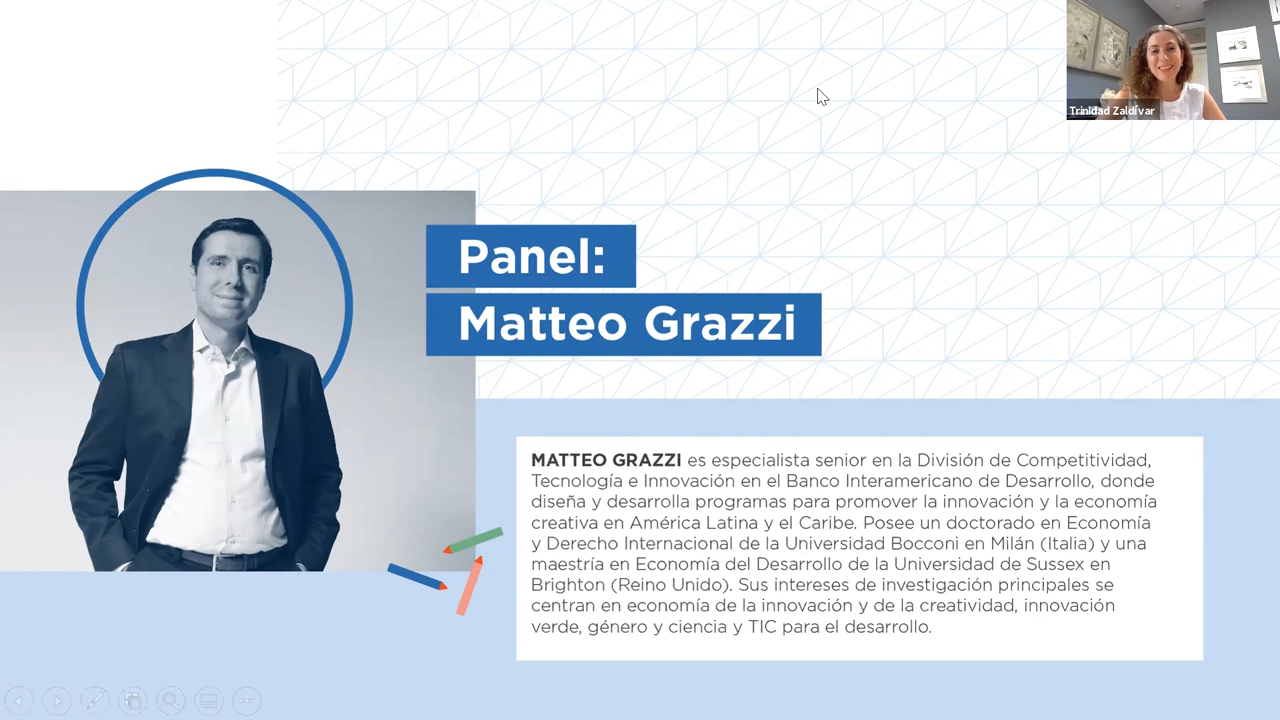 Trinidad Zaldívar
Panel:
Matteo Grazzi
MATTEO GRAZZI es especialista senior en la División de Competitividad,
Tecnología e Innovación en el Banco Interamericano de Desarrollo, donde
diseña y desarrolla programas para promover la innovación y la economía
creativa en América Latina y el Caribe. Posee un doctorado en Economía
y Derecho Internacional de la Universidad Bocconi en Milán (Italia) y una
maestría en Economía del Desarrollo de la Universidad de Sussex en
Brighton (Reino Unido). Sus intereses de investigación principales se
centran en economía de la innovación y de la creatividad, innovación
verde, género y ciencia y TIC para el desarrollo.